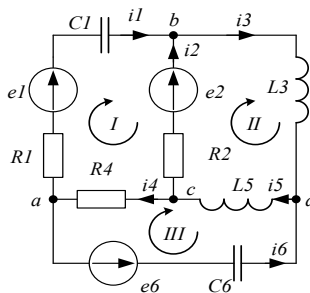 C1 i1 b i3
i2
e1 e2 L3
I II
R1 R4 R2
a i4 c L5 i5 d
III
e6 C6 i6